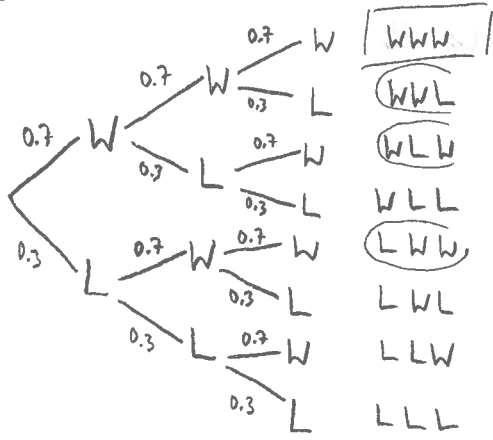 0.7 W WWW
0.7 W
0.3 L WWL
0.7 W
0.7 W WLW
0.3 L
0.3 L WLL
0.7 W LWW
0.7 W
0.3 L
0.3 L LWL
0.7 W LLW
0.3 L
0.3 L LLL